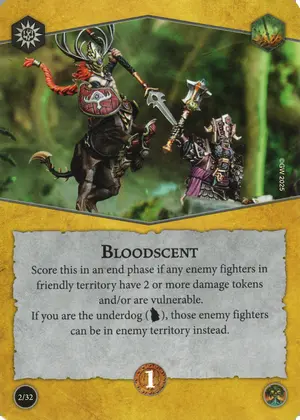 ©GW 2025
BLOODSCENT
Score this in an end phase if any enemy fighters in
friendly territory have 2 or more damage tokens
and/or are vulnerable.
If you are the underdog (), those enemy fighters
can be in enemy territory instead.
1
2/32